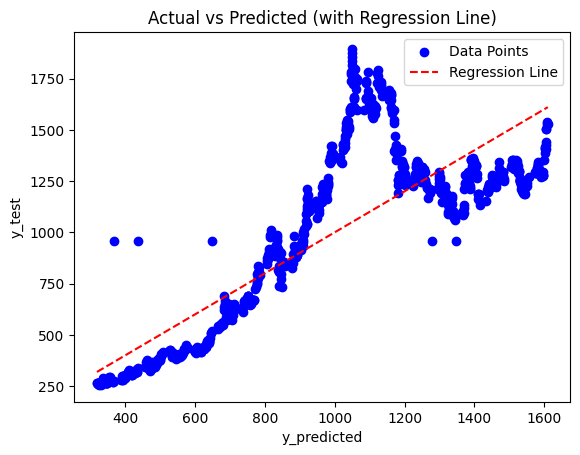 Actual vs Predicted (with Regression Line)
Data Points
Regression Line
y_test
1750
1500
1250
1000
750
500
250
400 600 800 1000 1200 1400 1600
y_predicted